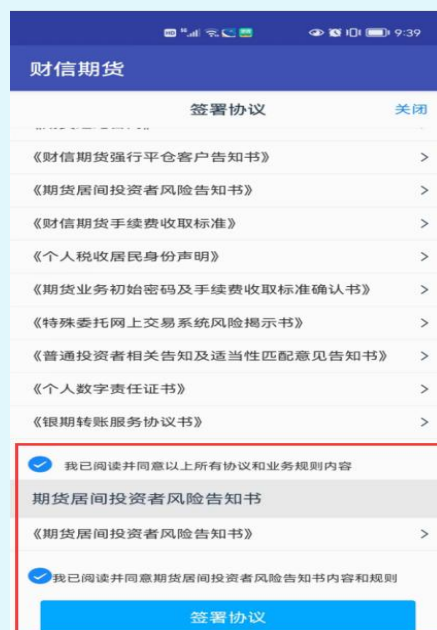 9:39
财信期货
签署协议 关闭
《财信期货强行平仓客户告知书》 >
《期货居间投资者风险告知书》 >
《财信期货手续费收取标准》 >
《个人税收居民身份声明》 >
《期货业务初始密码及手续费收取标准确认书》 >
《特殊委托网上交易系统风险揭示书》 >
《普通投资者相关告知及适当性匹配意见告知书》 >
《个人数字责任证书》 >
《银期转账服务协议书》 >
我已阅读并同意以上所有协议和业务规则内容
期货居间投资者风险告知书
《期货居间投资者风险告知书》 >
我已阅读并同意期货居间投资者风险告知书内容和规则
签署协议